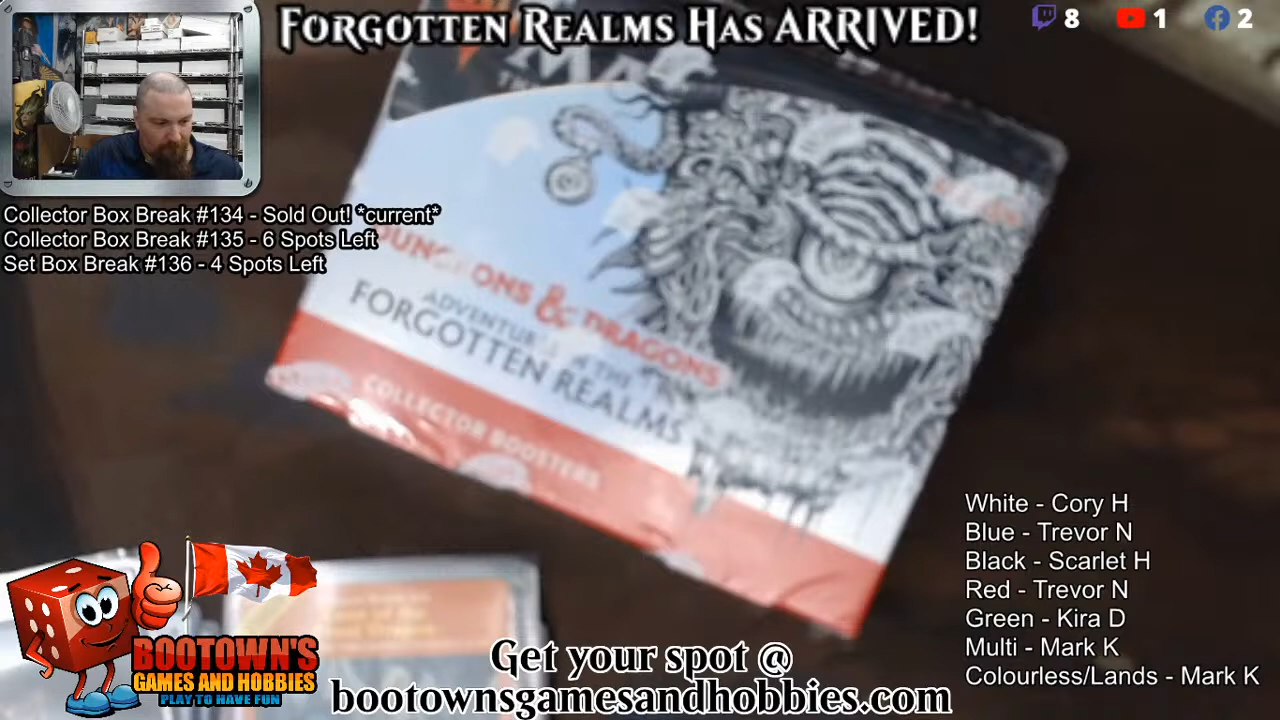 FORGOTTEN REALMS HAS ARRIVED!
8 1 2
Collector Box Break #134 - Sold Out! *current*
Collector Box Break #135 - 6 Spots Left
Set Box Break #136 - 4 Spots Left
DUNGEONS & DRAGONS
ADVENTURES IN THE
FORGOTTEN REALMS
COLLECTOR BOOSTERS
White - Cory H
Blue - Trevor N
Black - Scarlet H
Red - Trevor N
Green - Kira D
Multi - Mark K
Colourless/Lands - Mark K
BOOTOWN'S
GAMES AND HOBBIES
PLAY TO HAVE FUN
Get your spot @
bootownsgamesandhobbies.com